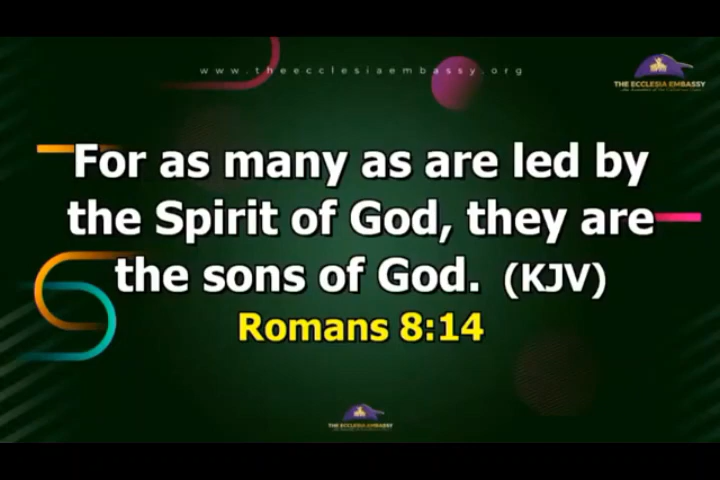 www.theecclesiaembassy.org
THE ECCLESIA EMBASSY
For as many as are led by
the Spirit of God, they are
the sons of God. (KJV)
Romans 8:14
THE ECCLESIA EMBASSY